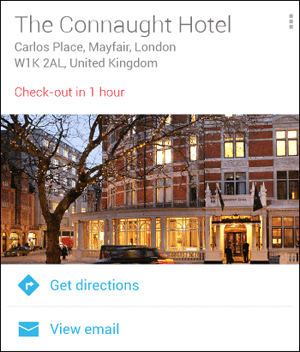 The Connaught Hotel
Carlos Place, Mayfair, London
W1K 2AL, United Kingdom
Check-out in 1 hour
Get directions
View email